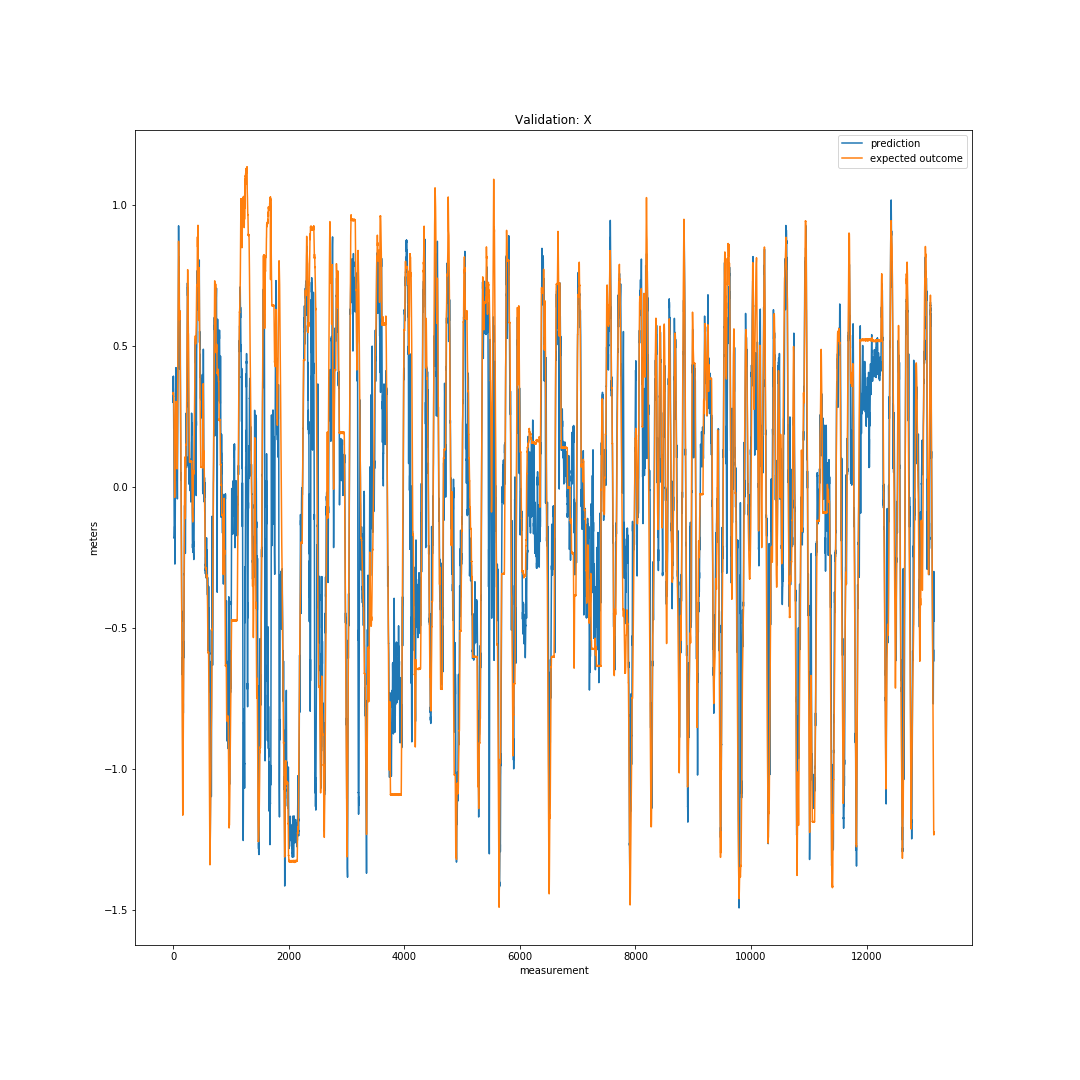 Validation: X
prediction
expected outcome
1.0
0.5
0.0
−0.5
−1.0
−1.5
meters
0 2000 4000 6000 8000 10000 12000
measurement